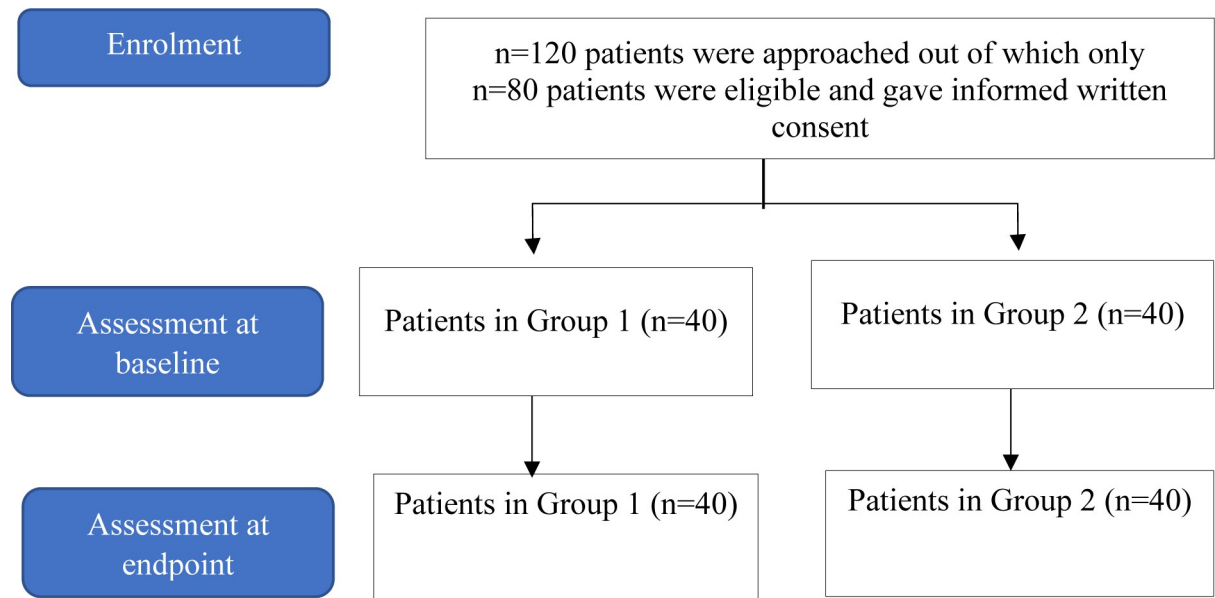 Enrolment
n=120 patients were approached out of which only
n=80 patients were eligible and gave informed written
consent
Assessment at
baseline
Patients in Group 1 (n=40)
Patients in Group 2 (n=40)
Assessment at
endpoint
Patients in Group 1 (n=40)
Patients in Group 2 (n=40)